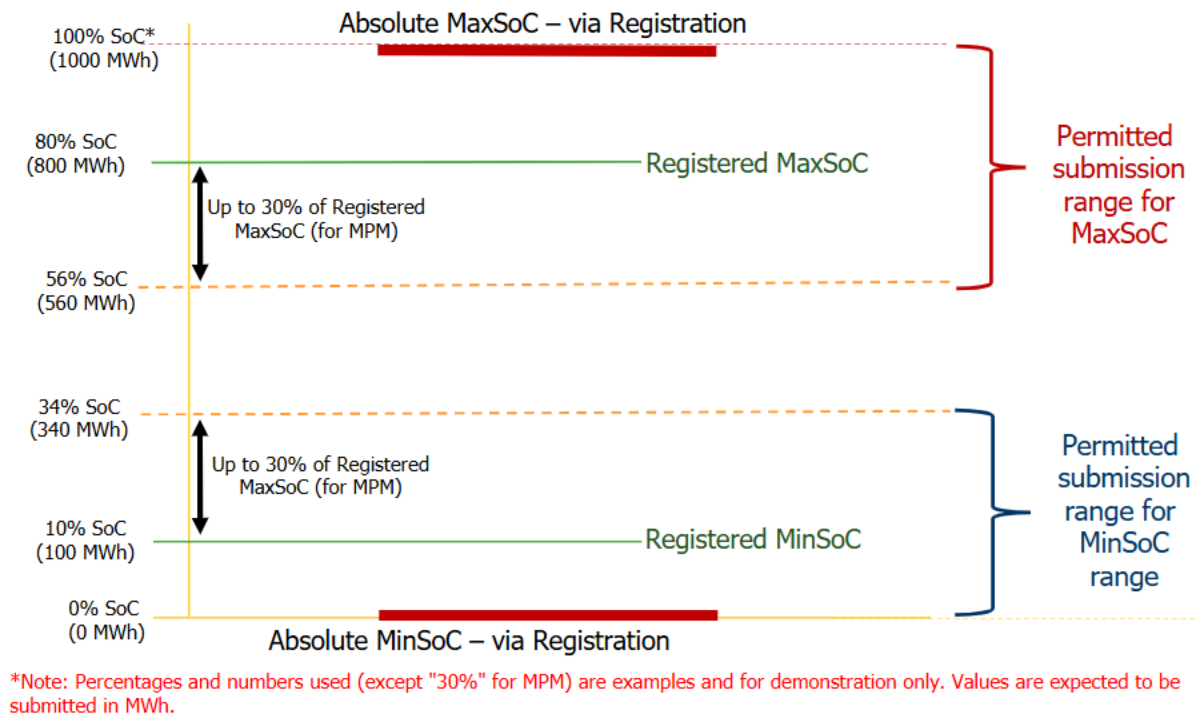 Absolute MaxSoC – via Registration
100% SoC*
(1000 MWh)
80% SoC
(800 MWh)
Registered MaxSoC
Permitted
submission
range for
MaxSoC
Up to 30% of Registered
MaxSoC (for MPM)
56% SoC
(560 MWh)
34% SoC
(340 MWh)
Up to 30% of Registered
MaxSoC (for MPM)
Permitted
submission
range for
MinSoC
range
10% SoC
(100 MWh)
Registered MinSoC
0% SoC
(0 MWh)
Absolute MinSoC – via Registration
*Note: Percentages and numbers used (except "30%" for MPM) are examples and for demonstration only. Values are expected to be
submitted in MWh.